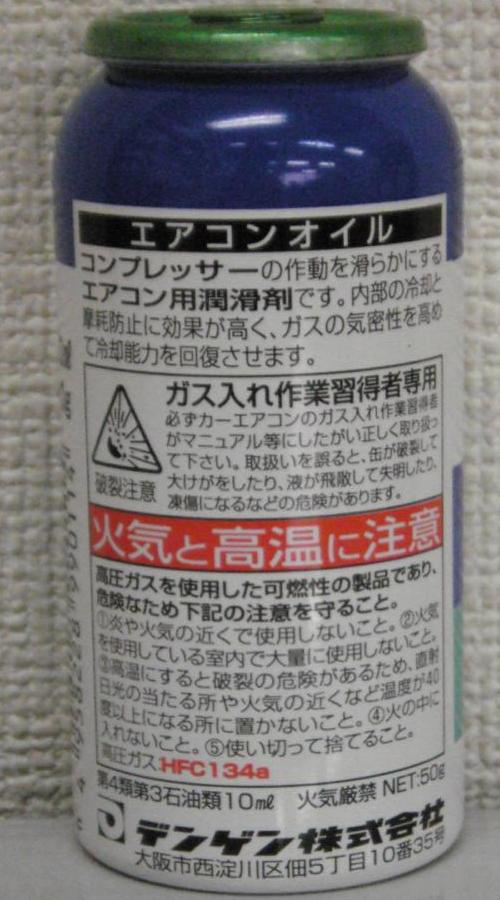 エアコンオイル
コンプレッサーの作動を滑らかにする
エアコン用潤滑剤です。内部の冷却と
摩耗防止に効果が高く、ガスの気密性を高め
て冷却能力を回復させます。
ガス入れ作業習得者専用
必ずカーエアコンのガス入れ作業習得者
がマニュアル等にしたがい正しく取り扱っ
て下さい。取扱いを誤ると、缶が破裂して
大けがをしたり、液が飛散して失明したり、
凍傷になるなどの危険があります。
破裂注意
火気と高温に注意
高圧ガスを使用した可燃性の製品であり、
危険なため下記の注意を守ること。
①炎や火気の近くで使用しないこと。②火気
を使用している室内で大量に使用しないこと。
③高温にすると破裂の危険があるため、直射
日光の当たる所や火気の近くなど温度が40
度以上になる所に置かないこと。④火の中に
入れないこと。⑤使い切って捨てること。
高圧ガス:HFC134a
第4類第3石油類10mℓ 火気厳禁 NET:50g
デンゲン株式会社
大阪市西淀川区佃5丁目10番35号